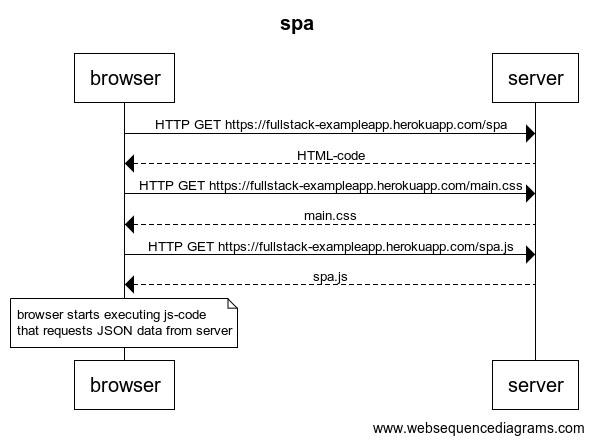 spa
browser
server
HTTP GET https://fullstack-exampleapp.herokuapp.com/spa
HTML-code
HTTP GET https://fullstack-exampleapp.herokuapp.com/main.css
main.css
HTTP GET https://fullstack-exampleapp.herokuapp.com/spa.js
spa.js
browser starts executing js-code
that requests JSON data from server
browser
server
www.websequencediagrams.com